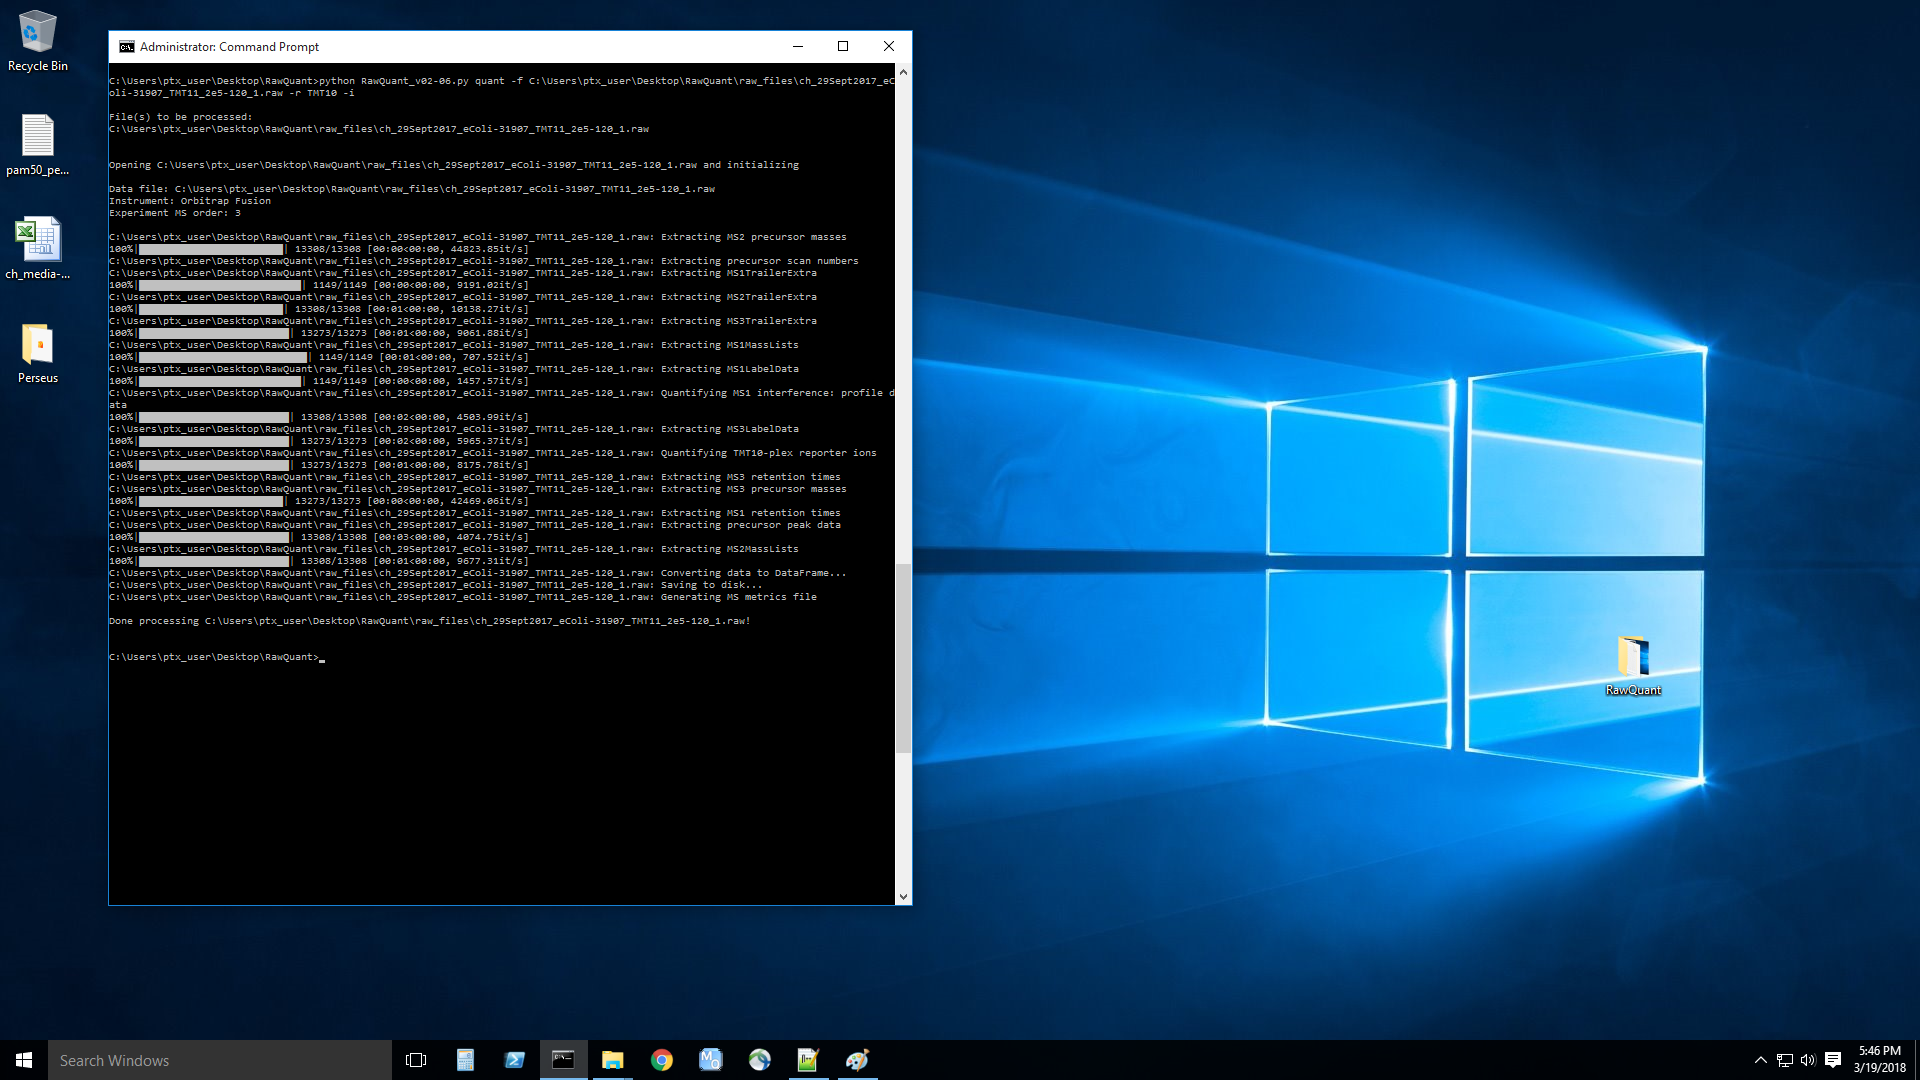 Recycle Bin
pam50_pe...
ch_media-...
Perseus
Administrator: Command Prompt
C:\Users\ptx_user\Desktop\RawQuant>python RawQuant_v02-06.py quant -f C:\Users\ptx_user\Desktop\RawQuant\raw_files\ch_29Sept2017_eC
oli-31907_TMT11_2e5-120_1.raw -r TMT10 -i
File(s) to be processed:
C:\Users\ptx_user\Desktop\RawQuant\raw_files\ch_29Sept2017_eColi-31907_TMT11_2e5-120_1.raw
Opening C:\Users\ptx_user\Desktop\RawQuant\raw_files\ch_29Sept2017_eColi-31907_TMT11_2e5-120_1.raw and initializing
Data file: C:\Users\ptx_user\Desktop\RawQuant\raw_files\ch_29Sept2017_eColi-31907_TMT11_2e5-120_1.raw
Instrument: Orbitrap Fusion
Experiment MS order: 3
C:\Users\ptx_user\Desktop\RawQuant\raw_files\ch_29Sept2017_eColi-31907_TMT11_2e5-120_1.raw: Extracting MS2 precursor masses
100%| | 13308/13308 [00:00<00:00, 44823.85it/s]
C:\Users\ptx_user\Desktop\RawQuant\raw_files\ch_29Sept2017_eColi-31907_TMT11_2e5-120_1.raw: Extracting precursor scan numbers
C:\Users\ptx_user\Desktop\RawQuant\raw_files\ch_29Sept2017_eColi-31907_TMT11_2e5-120_1.raw: Extracting MS1TrailerExtra
100%| | 1149/1149 [00:00<00:00, 9191.02it/s]
C:\Users\ptx_user\Desktop\RawQuant\raw_files\ch_29Sept2017_eColi-31907_TMT11_2e5-120_1.raw: Extracting MS2TrailerExtra
100%| | 13308/13308 [00:01<00:00, 10138.27it/s]
C:\Users\ptx_user\Desktop\RawQuant\raw_files\ch_29Sept2017_eColi-31907_TMT11_2e5-120_1.raw: Extracting MS3TrailerExtra
100%| | 13273/13273 [00:01<00:00, 9061.88it/s]
C:\Users\ptx_user\Desktop\RawQuant\raw_files\ch_29Sept2017_eColi-31907_TMT11_2e5-120_1.raw: Extracting MS1MassLists
100%| | 1149/1149 [00:01<00:00, 707.52it/s]
C:\Users\ptx_user\Desktop\RawQuant\raw_files\ch_29Sept2017_eColi-31907_TMT11_2e5-120_1.raw: Extracting MS1LabelData
100%| | 1149/1149 [00:00<00:00, 1457.57it/s]
C:\Users\ptx_user\Desktop\RawQuant\raw_files\ch_29Sept2017_eColi-31907_TMT11_2e5-120_1.raw: Quantifying MS1 interference: profile d
ata
100%| | 13308/13308 [00:02<00:00, 4503.99it/s]
C:\Users\ptx_user\Desktop\RawQuant\raw_files\ch_29Sept2017_eColi-31907_TMT11_2e5-120_1.raw: Extracting MS3LabelData
100%| | 13273/13273 [00:02<00:00, 5965.37it/s]
C:\Users\ptx_user\Desktop\RawQuant\raw_files\ch_29Sept2017_eColi-31907_TMT11_2e5-120_1.raw: Quantifying TMT10-plex reporter ions
100%| | 13273/13273 [00:01<00:00, 8175.78it/s]
C:\Users\ptx_user\Desktop\RawQuant\raw_files\ch_29Sept2017_eColi-31907_TMT11_2e5-120_1.raw: Extracting MS3 retention times
C:\Users\ptx_user\Desktop\RawQuant\raw_files\ch_29Sept2017_eColi-31907_TMT11_2e5-120_1.raw: Extracting MS3 precursor masses
100%| | 13273/13273 [00:00<00:00, 42469.06it/s]
C:\Users\ptx_user\Desktop\RawQuant\raw_files\ch_29Sept2017_eColi-31907_TMT11_2e5-120_1.raw: Extracting MS1 retention times
C:\Users\ptx_user\Desktop\RawQuant\raw_files\ch_29Sept2017_eColi-31907_TMT11_2e5-120_1.raw: Extracting precursor peak data
100%| | 13308/13308 [00:03<00:00, 4074.75it/s]
C:\Users\ptx_user\Desktop\RawQuant\raw_files\ch_29Sept2017_eColi-31907_TMT11_2e5-120_1.raw: Extracting MS2MassLists
100%| | 13308/13308 [00:01<00:00, 9677.31it/s]
C:\Users\ptx_user\Desktop\RawQuant\raw_files\ch_29Sept2017_eColi-31907_TMT11_2e5-120_1.raw: Converting data to DataFrame...
C:\Users\ptx_user\Desktop\RawQuant\raw_files\ch_29Sept2017_eColi-31907_TMT11_2e5-120_1.raw: Saving to disk...
C:\Users\ptx_user\Desktop\RawQuant\raw_files\ch_29Sept2017_eColi-31907_TMT11_2e5-120_1.raw: Generating MS metrics file
Done processing C:\Users\ptx_user\Desktop\RawQuant\raw_files\ch_29Sept2017_eColi-31907_TMT11_2e5-120_1.raw!
C:\Users\ptx_user\Desktop\RawQuant>_
RawQuant
Search Windows
5:46 PM
3/19/2018